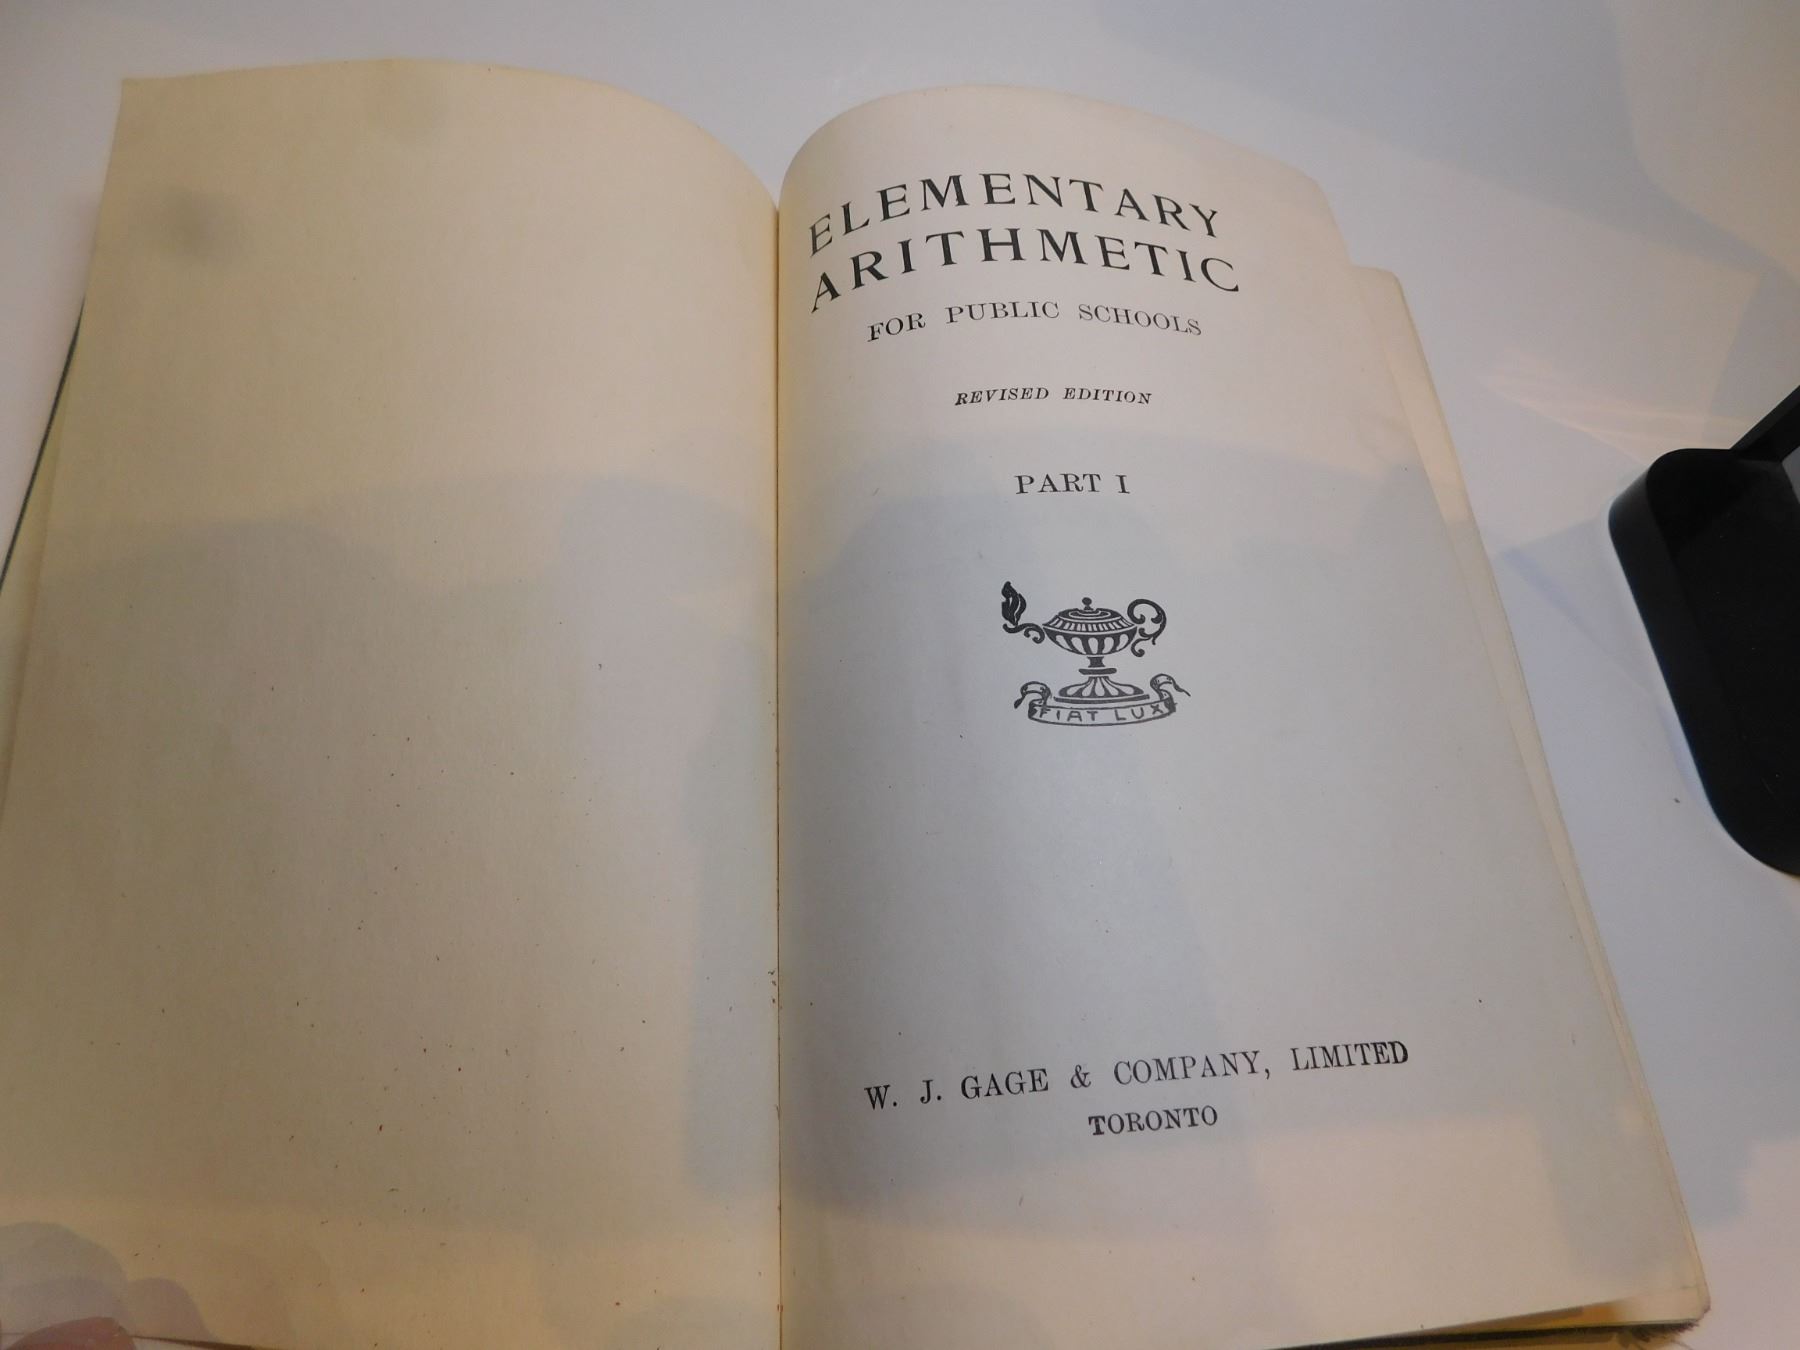 ELEMENTARY
ARITHMETIC
FOR PUBLIC SCHOOLS
REVISED EDITION
PART I
FIAT LUX
W. J. GAGE & COMPANY, LIMITED
TORONTO